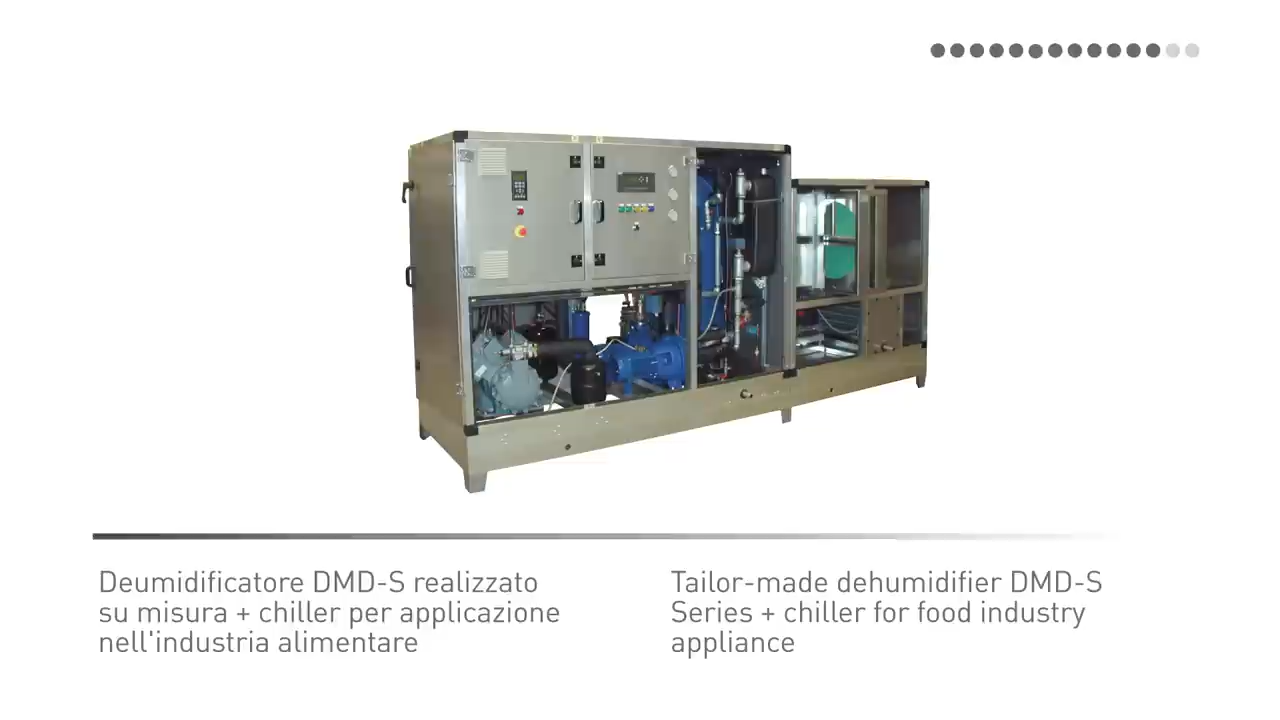 Deumidificatore DMD-S realizzato
su misura + chiller per applicazione
nell'industria alimentare
Tailor-made dehumidifier DMD-S
Series + chiller for food industry
appliance